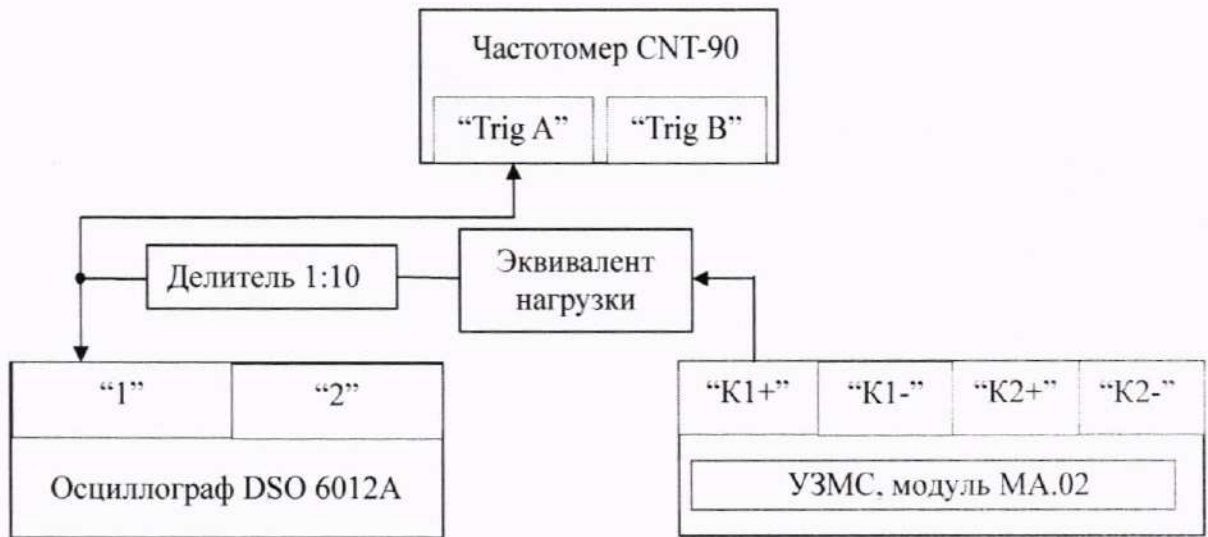 Частотомер CNT-90
“Trig A” “Trig B”
Делитель 1:10
Эквивалент
нагрузки
“1” “2”
“К1+” “К1-” “К2+” “К2-”
Осциллограф DSO 6012A
УЗМС, модуль МА.02